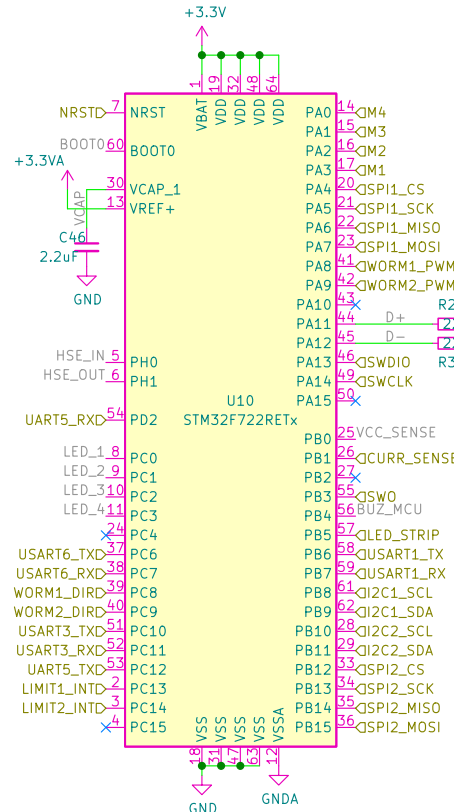 +3.3V
1
19
32
48
64
VBAT
VDD
VDD
VDD
VDD
NRST 7 NRST
BOOT0 60 BOOT0
+3.3VA
30 VCAP_1
13 VREF+
VCAP
C46
2.2uF
GND
HSE_IN 5 PH0
HSE_OUT 6 PH1
UART5_RX 54 PD2
LED_1 8 PC0
LED_2 9 PC1
LED_3 10 PC2
LED_4 11 PC3
24 PC4
USART6_TX 37 PC6
USART6_RX 38 PC7
WORM1_DIR 39 PC8
WORM2_DIR 40 PC9
USART3_TX 51 PC10
USART3_RX 52 PC11
UART5_TX 53 PC12
LIMIT1_INT 2 PC13
LIMIT2_INT 3 PC14
4 PC15
U10
STM32F722RETx
PA0 14 M4
PA1 15 M3
PA2 16 M2
PA3 17 M1
PA4 20 SPI1_CS
PA5 21 SPI1_SCK
PA6 22 SPI1_MISO
PA7 23 SPI1_MOSI
PA8 41 WORM1_PWM
PA9 42 WORM2_PWM
PA10 43
PA11 44 D+
PA12 45 D-
PA13 46 SWDIO
PA14 49 SWCLK
PA15 50
R2
R3
PB0 25 VCC_SENSE
PB1 26 CURR_SENSE
PB2 27
PB3 55 SWO
PB4 56 BUZ_MCU
PB5 57 LED_STRIP
PB6 58 USART1_TX
PB7 59 USART1_RX
PB8 61 I2C1_SCL
PB9 62 I2C1_SDA
PB10 28 I2C2_SCL
PB11 29 I2C2_SDA
PB12 33 SPI2_CS
PB13 34 SPI2_SCK
PB14 35 SPI2_MISO
PB15 36 SPI2_MOSI
VSS
VSS
VSS
VSS
VSSA
18
31
47
63
12
GND
GNDA